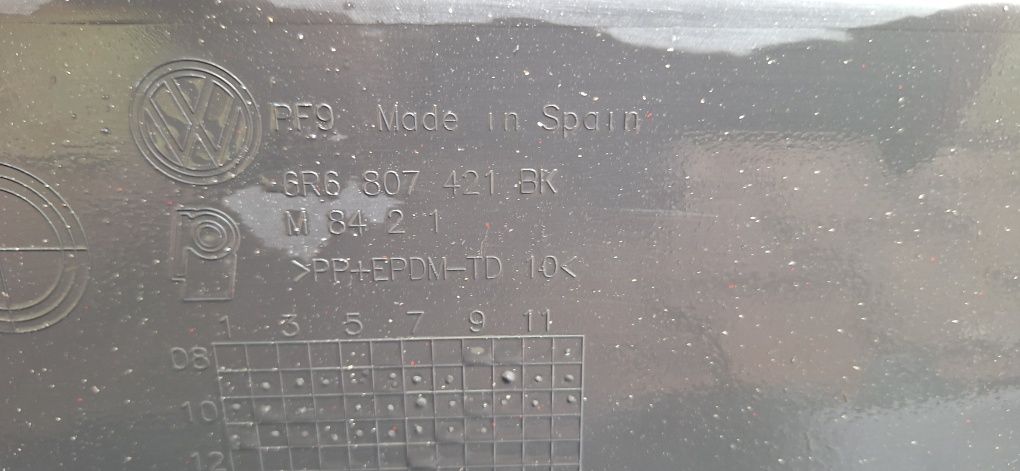 PF9 Made in Spain
6R6 807 421 BK
M 84 2 1
>PP+EPDM-TD 10<
1 3 5 7 9 11
08
10
12